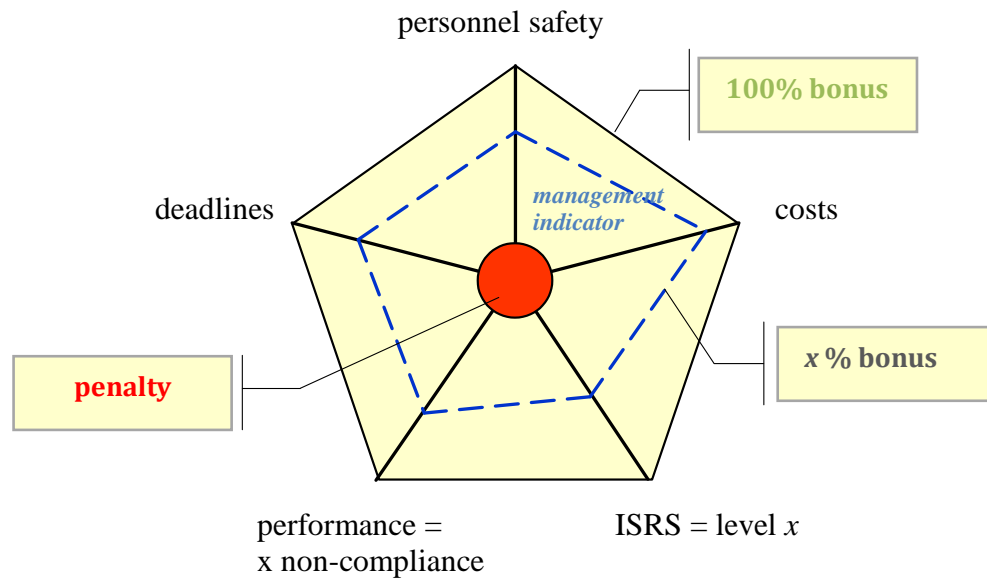 personnel safety
100% bonus
deadlines
management
indicator
costs
penalty
x % bonus
performance =
x non-compliance
ISRS = level x